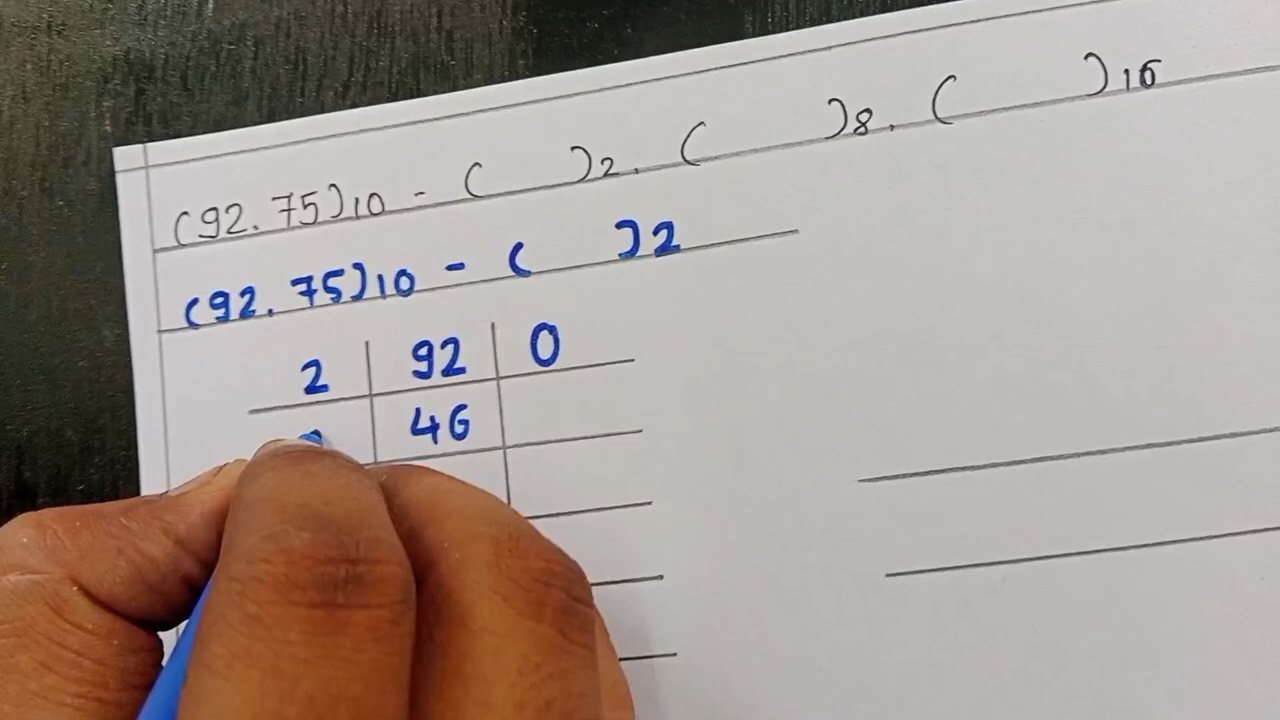 (92.75)10 - (      )2, (      )8, (      )16
(92.75)10 - (      )2
2 | 92 | 0
46